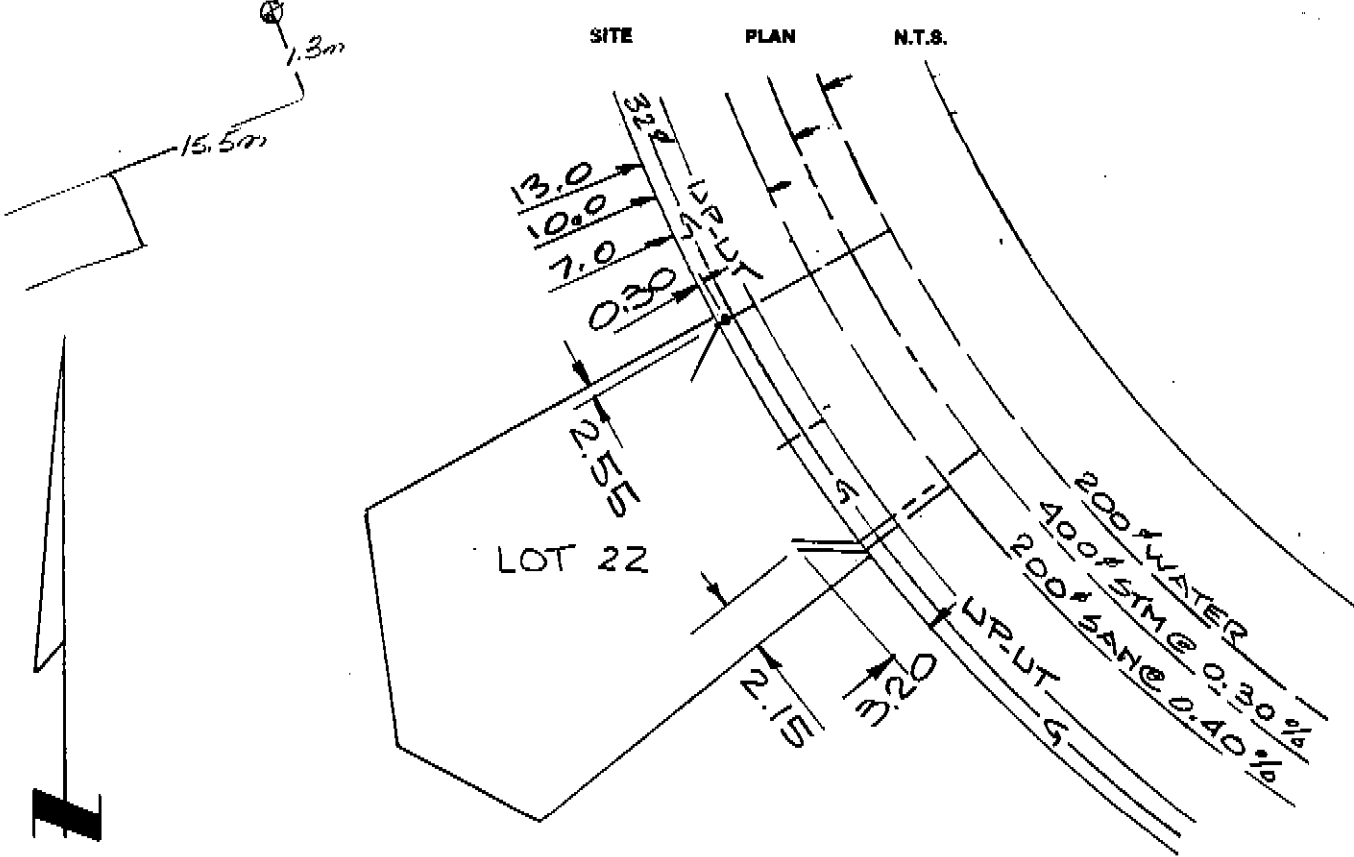 SITE PLAN N.T.S.
1.3m
15.5m
32ø
13.0
10.0
7.0
0.30
G
UP-UT
2.55
LOT 22
G
200ø WATER
400ø STM @ 0.30 %
200ø SAN @ 0.40 %
UP-UT
G
2.15
3.20